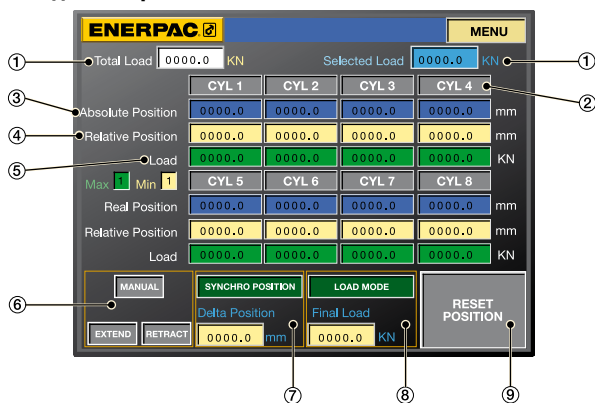 ENERPAC MENU
① Total Load 0000.0 KN Selected Load 0000.0 KN ①
CYL 1 CYL 2 CYL 3 CYL 4 ②
③ Absolute Position 0000.0 0000.0 0000.0 0000.0 mm
④ Relative Position 0000.0 0000.0 0000.0 0000.0 mm
⑤ Load 0000.0 0000.0 0000.0 0000.0 KN
Max 1 Min 1 CYL 5 CYL 6 CYL 7 CYL 8
Real Position 0000.0 0000.0 0000.0 0000.0 mm
Relative Position 0000.0 0000.0 0000.0 0000.0 mm
Load 0000.0 0000.0 0000.0 0000.0 KN
⑥ MANUAL SYNCHRO POSITION LOAD MODE RESET
POSITION
Delta Position Final Load
EXTEND RETRACT 0000.0 mm 0000.0 KN
⑦ ⑧ ⑨